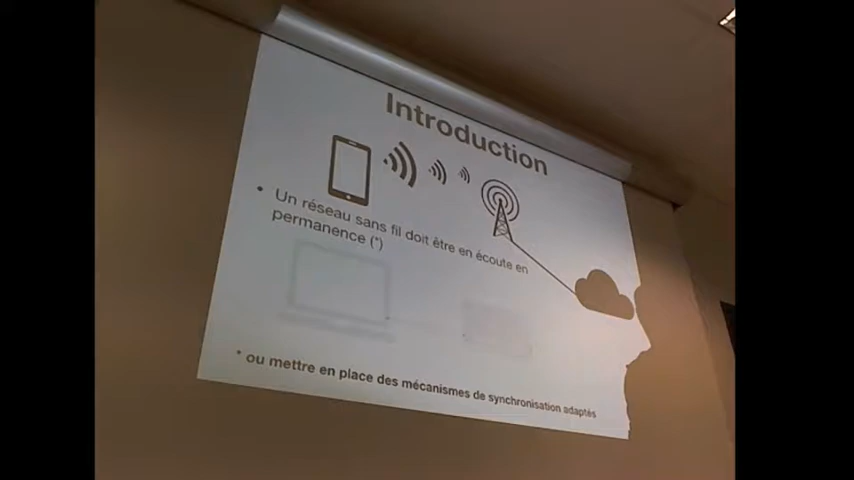 Introduction
• Un réseau sans fil doit être en écoute en
permanence (*)
* ou mettre en place des mécanismes de synchronisation adaptés